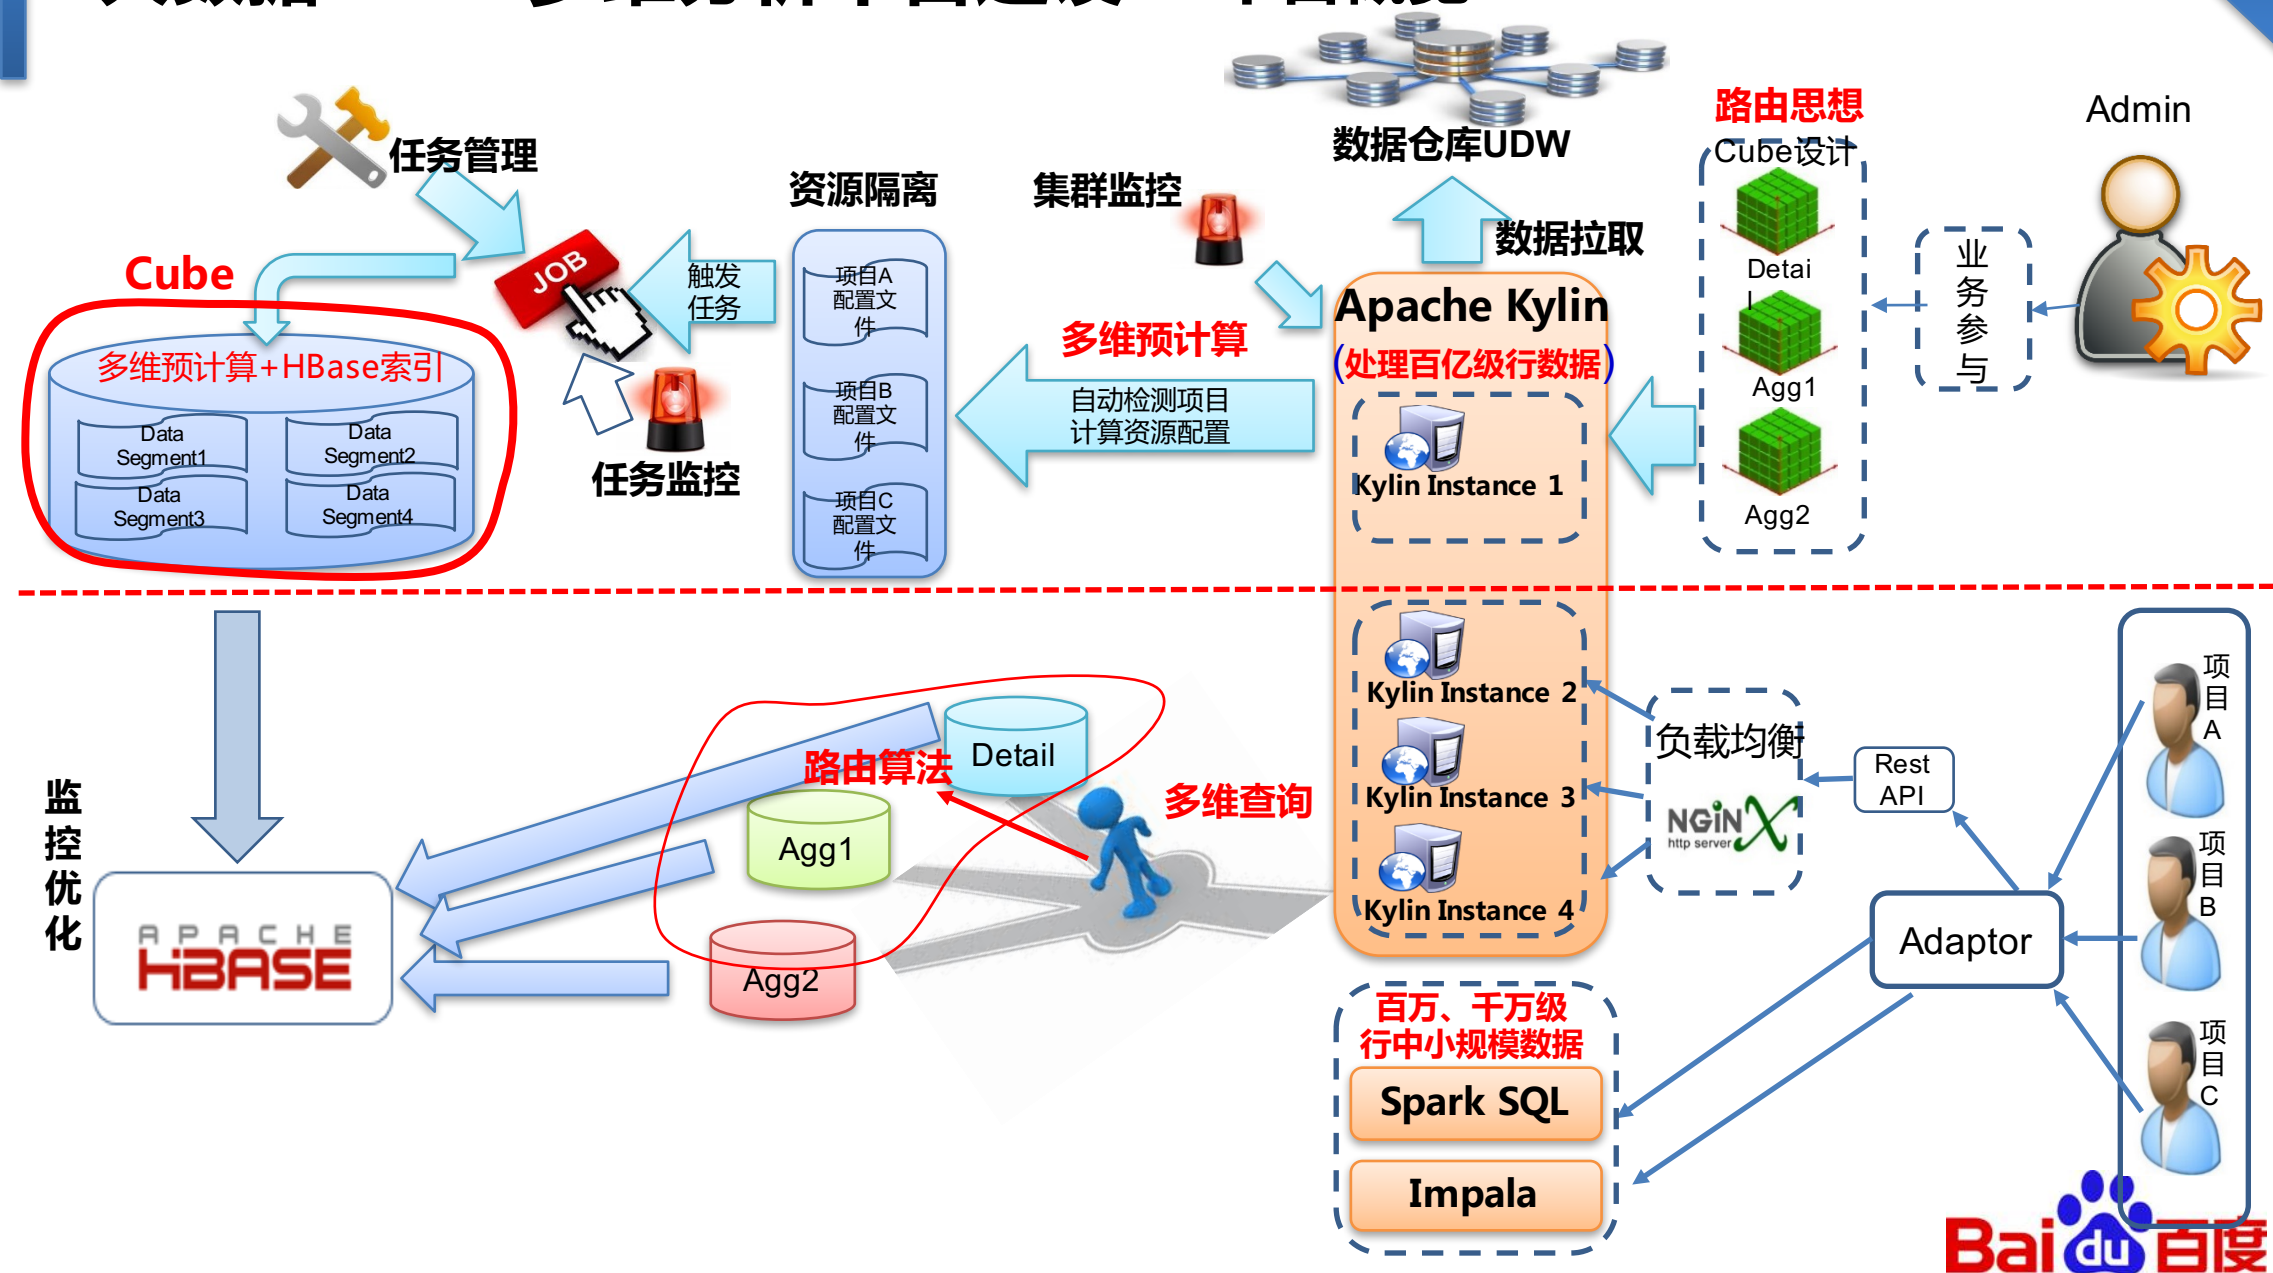 任务管理
数据仓库UDW
路由思想
Admin
Cube设计
资源隔离
集群监控
数据拉取
Cube
JOB
触发
任务
项目A
配置文
件
Detai
l
业
务
参
与
Apache Kylin
(处理百亿级行数据)
多维预计算
多维预计算+HBase索引
自动检测项目
计算资源配置
项目B
配置文
件
Agg1
Data
Segment1
Data
Segment2
Data
Segment3
Data
Segment4
任务监控
项目C
配置文
件
Kylin Instance 1
Agg2
Kylin Instance 2
Kylin Instance 3
Kylin Instance 4
负载均衡
NGiNX
http server
Rest
API
项
目
A
项
目
B
项
目
C
Adaptor
路由算法
Detail
多维查询
Agg1
Agg2
监
控
优
化
APACHE
HBASE
百万、千万级
行中小规模数据
Spark SQL
Impala
Bai du 百度